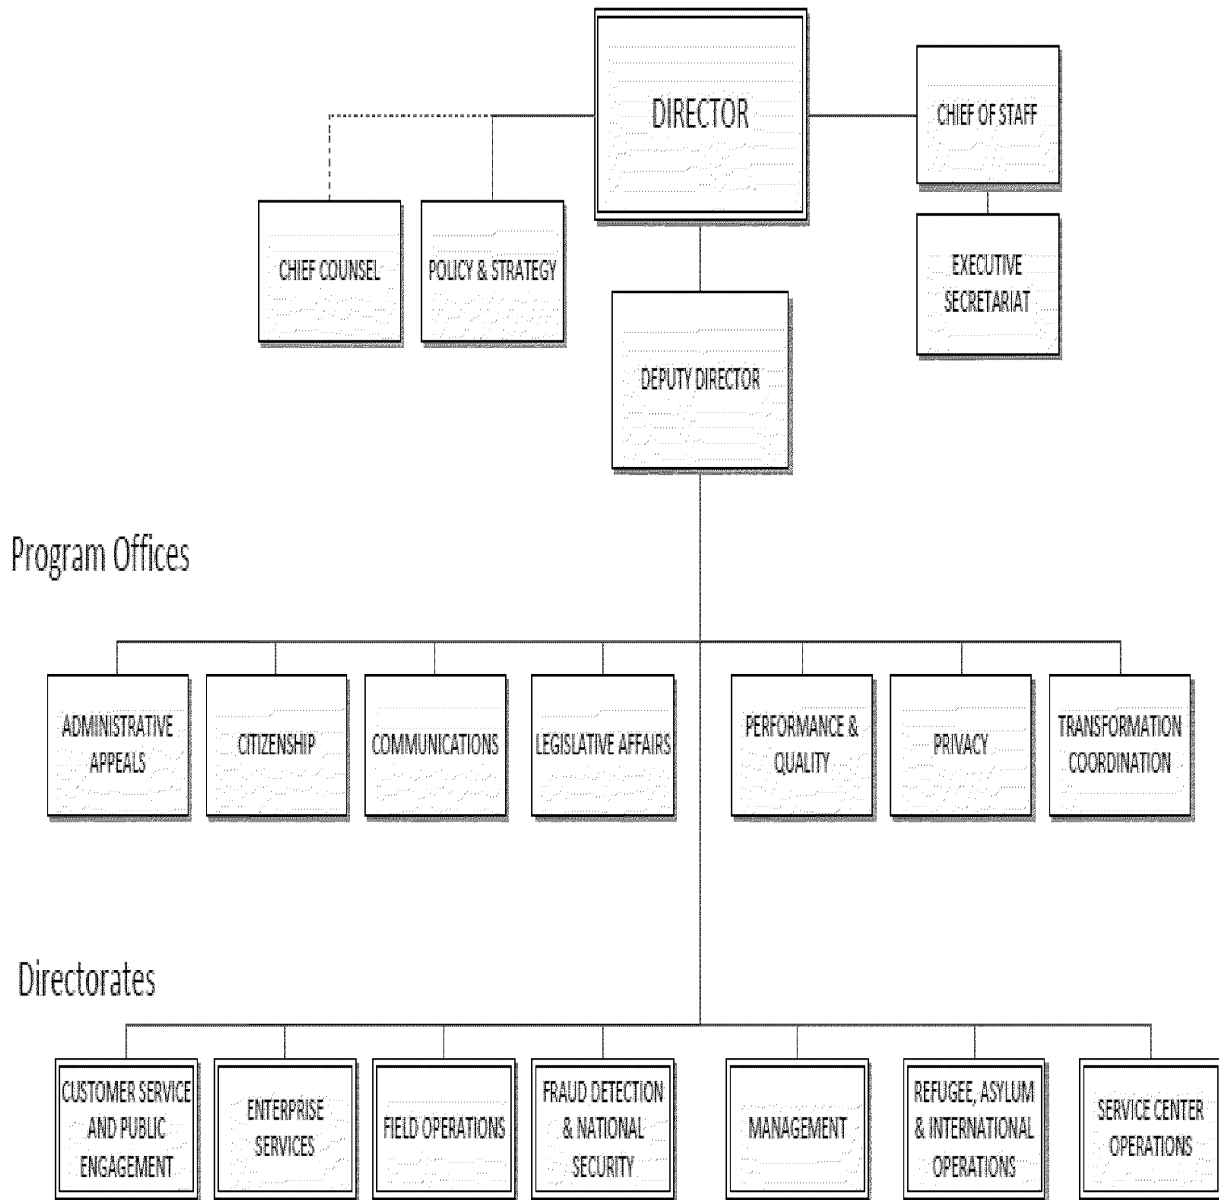 DIRECTOR
CHIEF OF STAFF
CHIEF COUNSEL
POLICY & STRATEGY
EXECUTIVE
SECRETARIAT
DEPUTY DIRECTOR
Program Offices
ADMINISTRATIVE
APPEALS
CITIZENSHIP
COMMUNICATIONS
LEGISLATIVE AFFAIRS
PERFORMANCE &
QUALITY
PRIVACY
TRANSFORMATION
COORDINATION
Directorates
CUSTOMER SERVICE
AND PUBLIC
ENGAGEMENT
ENTERPRISE
SERVICES
FIELD OPERATIONS
FRAUD DETECTION
& NATIONAL
SECURITY
MANAGEMENT
REFUGEE, ASYLUM
& INTERNATIONAL
OPERATIONS
SERVICE CENTER
OPERATIONS